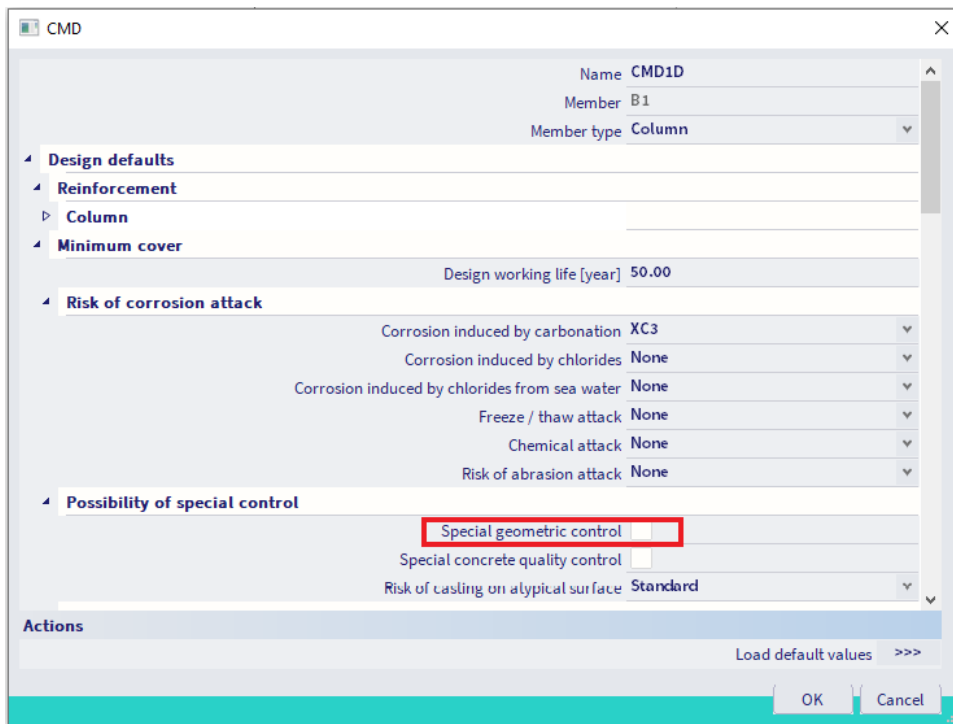 CMD
Name CMD1D
Member B1
Member type Column
Design defaults
Reinforcement
Column
Minimum cover
Design working life [year] 50.00
Risk of corrosion attack
Corrosion induced by carbonation XC3
Corrosion induced by chlorides None
Corrosion induced by chlorides from sea water None
Freeze / thaw attack None
Chemical attack None
Risk of abrasion attack None
Possibility of special control
Special geometric control
Special concrete quality control
Risk of casting on atypical surface Standard
Actions
Load default values >>>
OK Cancel